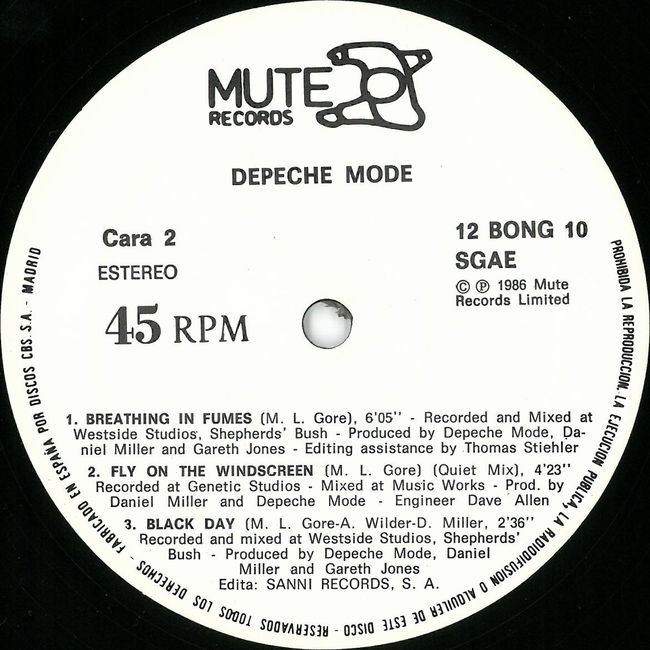 MUTE
RECORDS
DEPECHE MODE
Cara 2
ESTEREO
45 RPM
12 BONG 10
SGAE
© ℗ 1986 Mute
Records Limited
1. BREATHING IN FUMES (M. L. Gore), 6'05" - Recorded and Mixed at
Westside Studios, Shepherds' Bush - Produced by Depeche Mode, Da-
niel Miller and Gareth Jones - Editing assistance by Thomas Stiehler
2. FLY ON THE WINDSCREEN (M. L. Gore) (Quiet Mix), 4'23"
Recorded at Genetic Studios - Mixed at Music Works - Prod. by
Daniel Miller and Depeche Mode - Engineer Dave Allen
3. BLACK DAY (M. L. Gore-A. Wilder-D. Miller, 2'36"
Recorded and mixed at Westside Studios, Shepherds'
Bush - Produced by Depeche Mode, Daniel
Miller and Gareth Jones
Edita: SANNI RECORDS, S. A.
PROHIBIDA LA REPRODUCCION, LA EJECUCION PUBLICA, LA RADIODIFUSION O ALQUILER DE ESTE DISCO - RESERVADOS TODOS LOS DERECHOS - FABRICADO EN ESPAÑA POR DISCOS CBS. S.A. - MADRID